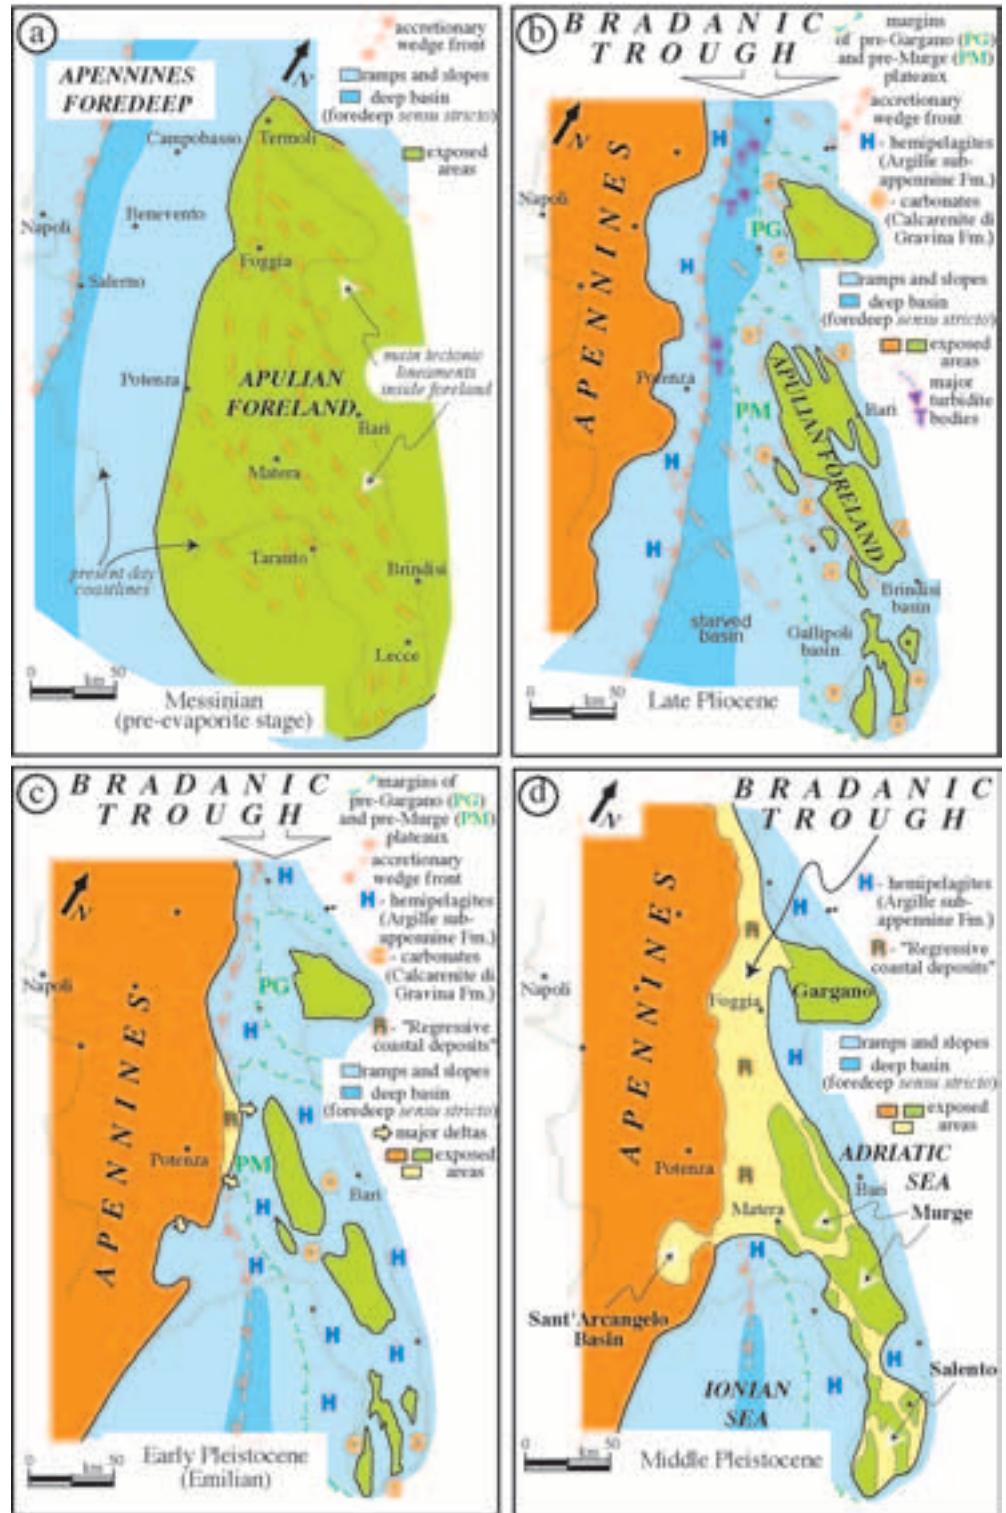 a
APENNINES
FOREDEEP
accretionary
wedge front
ramps and slopes
deep basin
(foredeep sensu stricto)
exposed
areas
N
Campobasso
Termoli
Napoli
Benevento
Foggia
Salerno
main tectonic
lineaments
inside foreland
Potenza
APULIAN
FORELAND
Bari
Matera
present day
coastlines
Taranto
Brindisi
Lecce
0 50
km
Messinian
(pre-evaporite stage)
b
BRADANIC
TROUGH
margins
of pre-Gargano (PG)
and pre-Murge (PM)
plateaux
accretionary
wedge front
H - hemipelagites
(Argille sub-
appennine Fm.)
- carbonates
(Calcarenite di
Gravina Fm.)
ramps and slopes
deep basin
(foredeep sensu stricto)
exposed
areas
major
turbidite
bodies
N
APENNINES
Napoli
H
PG
H
Potenza
PM
Bari
APULIAN FORELAND
H
H
starved
basin
Brindisi
basin
Gallipoli
basin
0 50
km
Late Pliocene
c
BRADANIC
TROUGH
margins of
pre-Gargano (PG)
and pre-Murge (PM)
plateaux
accretionary
wedge front
H - hemipelagites
(Argille sub-
appennine Fm.)
- carbonates
(Calcarenite di
Gravina Fm.)
R - "Regressive
coastal deposits"
ramps and slopes
deep basin
(foredeep sensu stricto)
major deltas
exposed
areas
N
APENNINES
H
Napoli
PG
H
R
H
Potenza
PM
Bari
H
H
H
H
H
H
0 50
km
Early Pleistocene
(Emilian)
d
BRADANIC
TROUGH
H - hemipelagites
(Argille sub-
appennine Fm.)
R - "Regressive
coastal deposits"
ramps and slopes
deep basin
(foredeep sensu stricto)
exposed
areas
N
APENNINES
H
R
Napoli
Foggia
Gargano
R
H
ADRIATIC
SEA
Potenza
R
Bari
Matera
Murge
H
Sant'Arcangelo
Basin
H
Salento
H
IONIAN
SEA
0 50
km
Middle Pleistocene